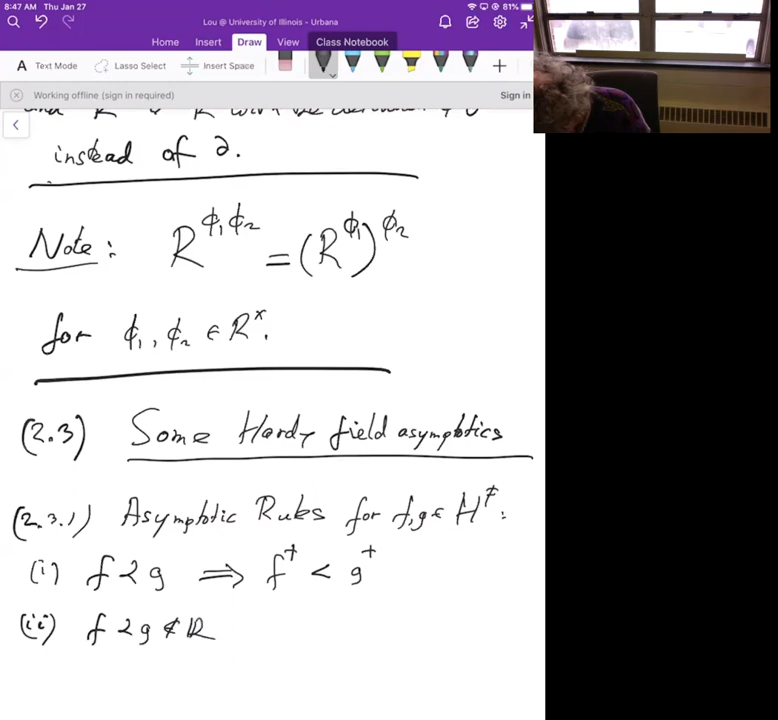 8:47 AM Thu Jan 27
81%
Lou @ University of Illinois - Urbana
Home Insert Draw View Class Notebook
A Text Mode Lasso Select Insert Space
Working offline (sign in required) Sign in
instead of ∂.
Note: R^{ϕ₁ϕ₂} = (R^{ϕ₁})^{ϕ₂}
for ϕ₁, ϕ₂ ∈ R^×.
(2.3) Some Hardy field asymptotics
(2.3.1) Asymptotic Rules for f,g ∈ H^≠:
(i) f ≺ g ⟹ f^† < g^†
(ii) f ≺ g ∉ ℝ